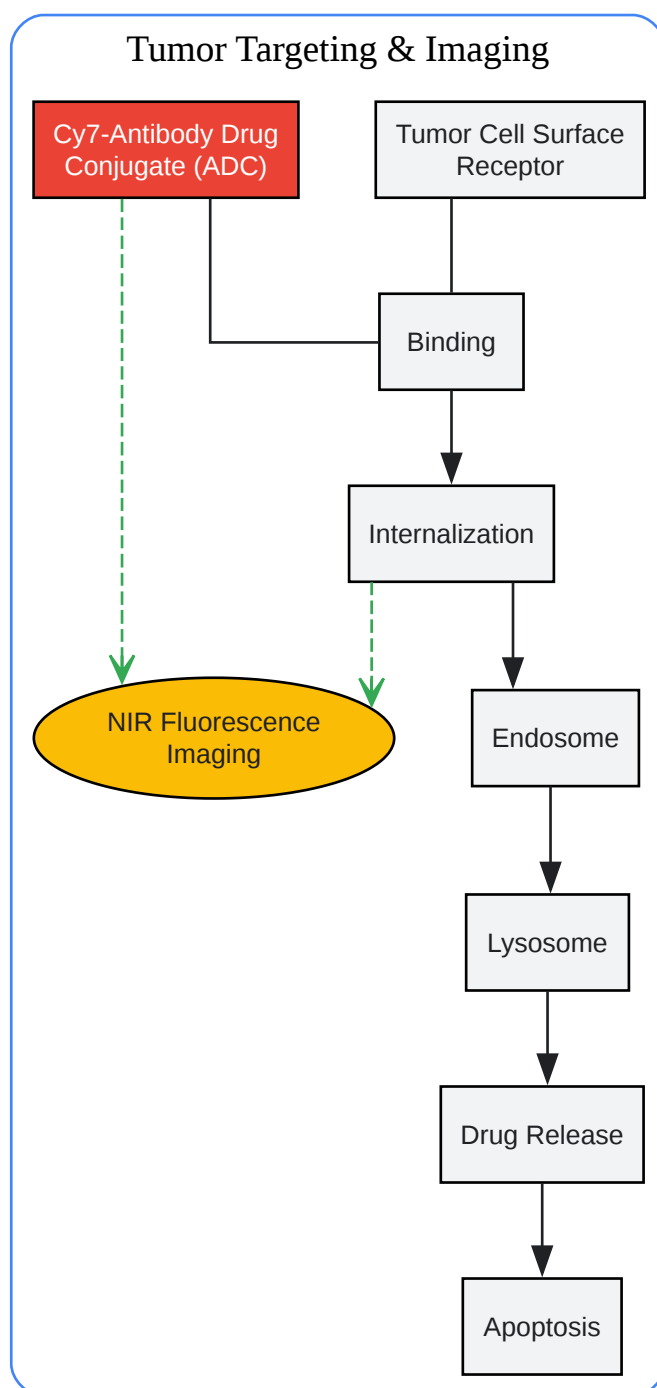 Tumor Targeting & Imaging
Cy7-Antibody Drug
Conjugate (ADC)
Tumor Cell Surface
Receptor
Binding
Internalization
NIR Fluorescence
Imaging
Endosome
Lysosome
Drug Release
Apoptosis